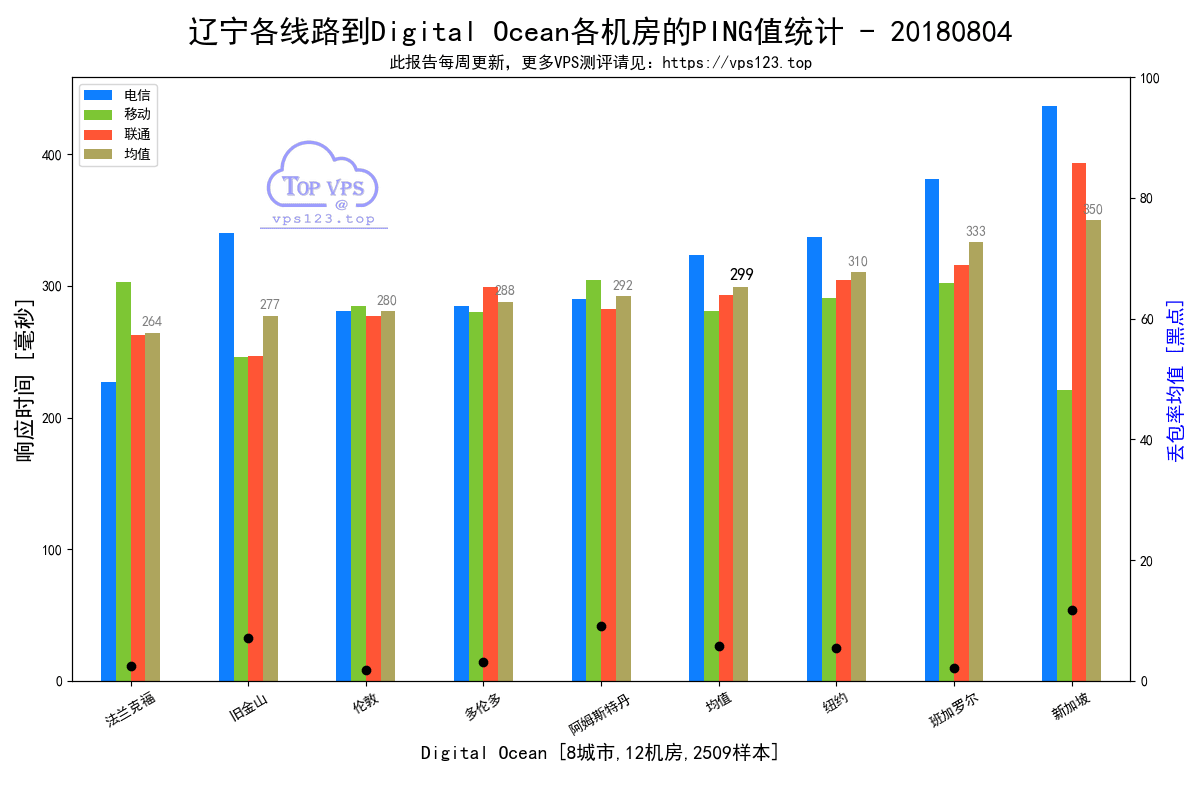 辽宁各线路到Digital Ocean各机房的PING值统计 - 20180804
此报告每周更新，更多VPS测评请见：https://vps123.top
电信
移动
联通
均值
TOP VPS
@
vps123.top
响应时间 [毫秒]
丢包率均值 [黑点]
400
300
200
100
0
100
80
60
40
20
0
264
277
280
288
292
299
310
333
350
法兰克福
旧金山
伦敦
多伦多
阿姆斯特丹
均值
纽约
班加罗尔
新加坡
Digital Ocean [8城市,12机房,2509样本]